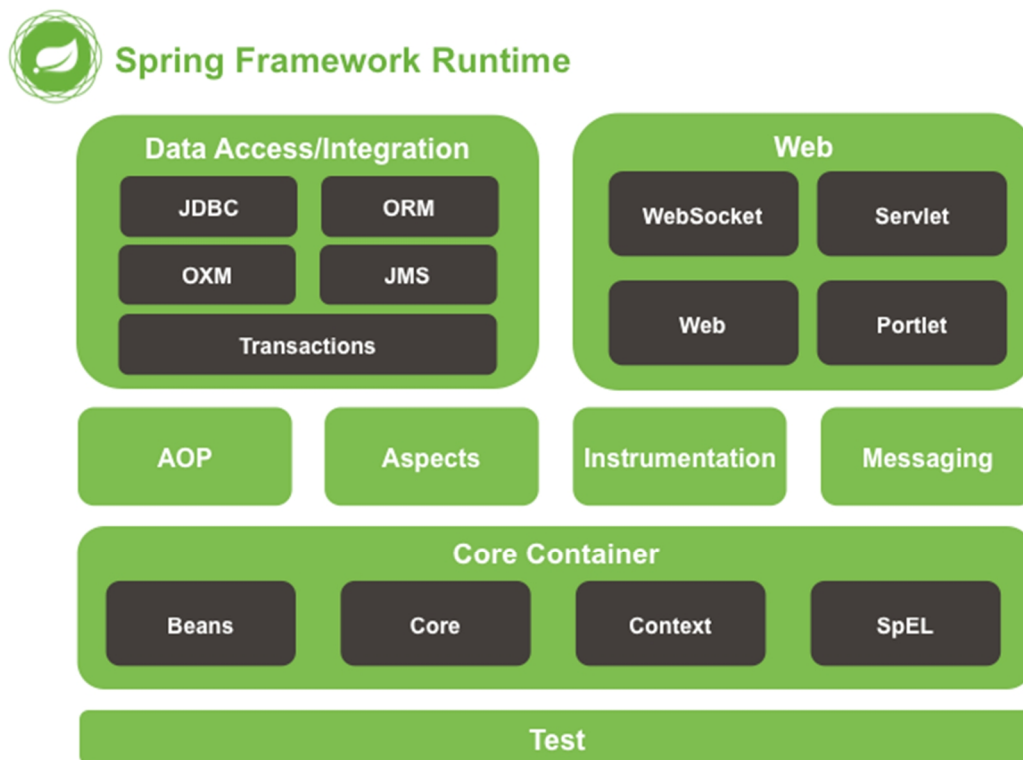 Spring Framework Runtime
Data Access/Integration
JDBC
ORM
OXM
JMS
Transactions
Web
WebSocket
Servlet
Web
Portlet
AOP
Aspects
Instrumentation
Messaging
Core Container
Beans
Core
Context
SpEL
Test